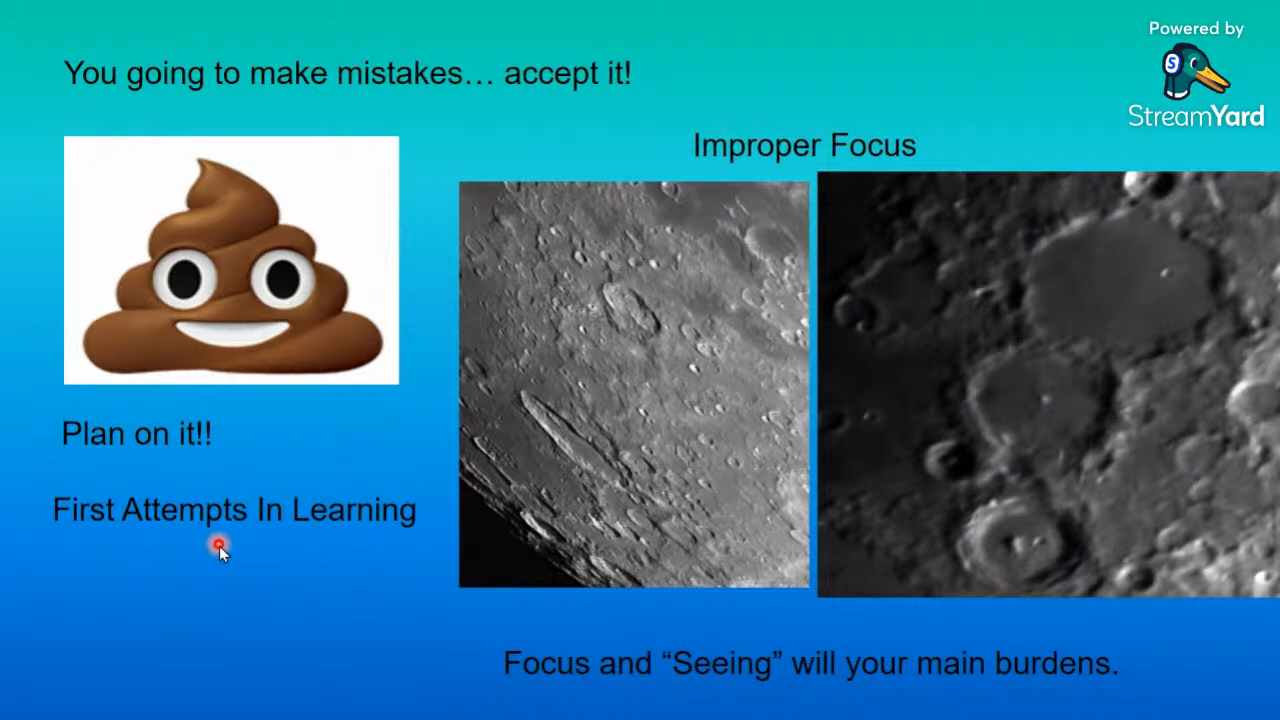 You going to make mistakes… accept it!
Powered by
S
StreamYard
Improper Focus
Plan on it!!
First Attempts In Learning
Focus and “Seeing” will your main burdens.